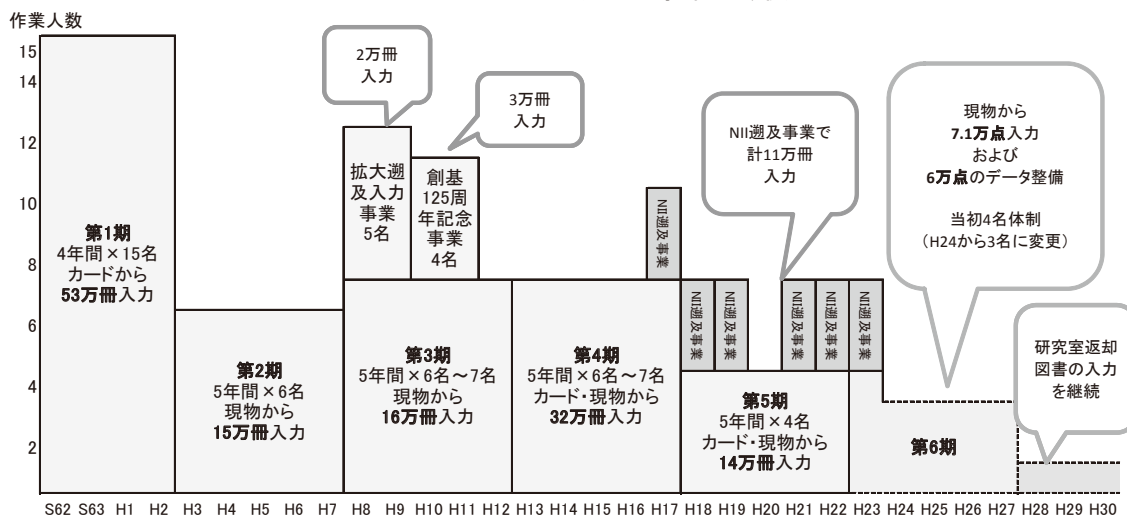 作業人数
15
14
12
10
8
6
4
2
第1期
4年間×15名
カードから
53万冊入力
第2期
5年間×6名
現物から
15万冊入力
2万冊
入力
拡大遡
及入力
事業
5名
3万冊
入力
創基
125周
年記念
事業
4名
第3期
5年間×6名～7名
現物から
16万冊入力
NII遡及事業
第4期
5年間×6名～7名
カード・現物から
32万冊入力
NII遡及事業で
計11万冊
入力
NII遡及事業
NII遡及事業
NII遡及事業
NII遡及事業
NII遡及事業
第5期
5年間×4名
カード・現物から
14万冊入力
現物から
7.1万点入力
および
6万点のデータ整備
当初4名体制
（H24から3名に変更）
第6期
研究室返却
図書の入力
を継続
S62 S63 H1 H2 H3 H4 H5 H6 H7 H8 H9 H10 H11 H12 H13 H14 H15 H16 H17 H18 H19 H20 H21 H22 H23 H24 H25 H26 H27 H28 H29 H30